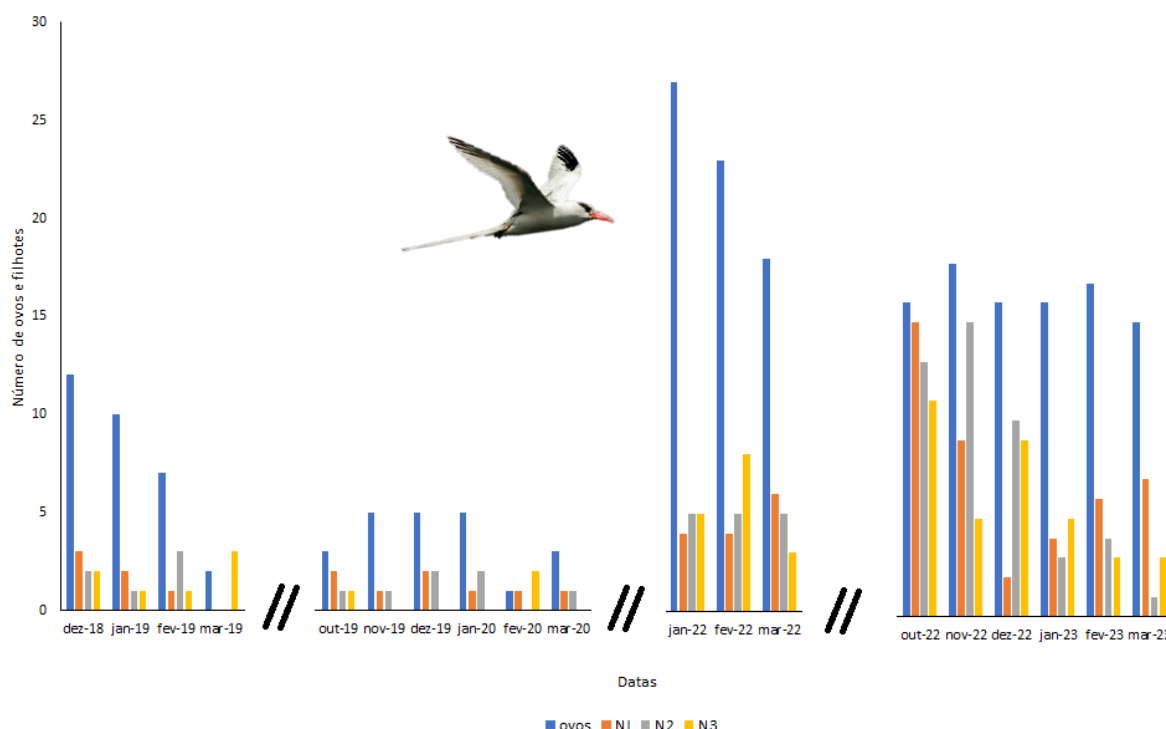 30
25
20
15
10
5
0
Número de ovos e filhotes
dez-18 jan-19 fev-19 mar-19
out-19 nov-19 dez-19 jan-20 fev-20 mar-20
jan-22 fev-22 mar-22
out-22 nov-22 dez-22 jan-23 fev-23 mar-23
Datas
ovos N1 N2 N3